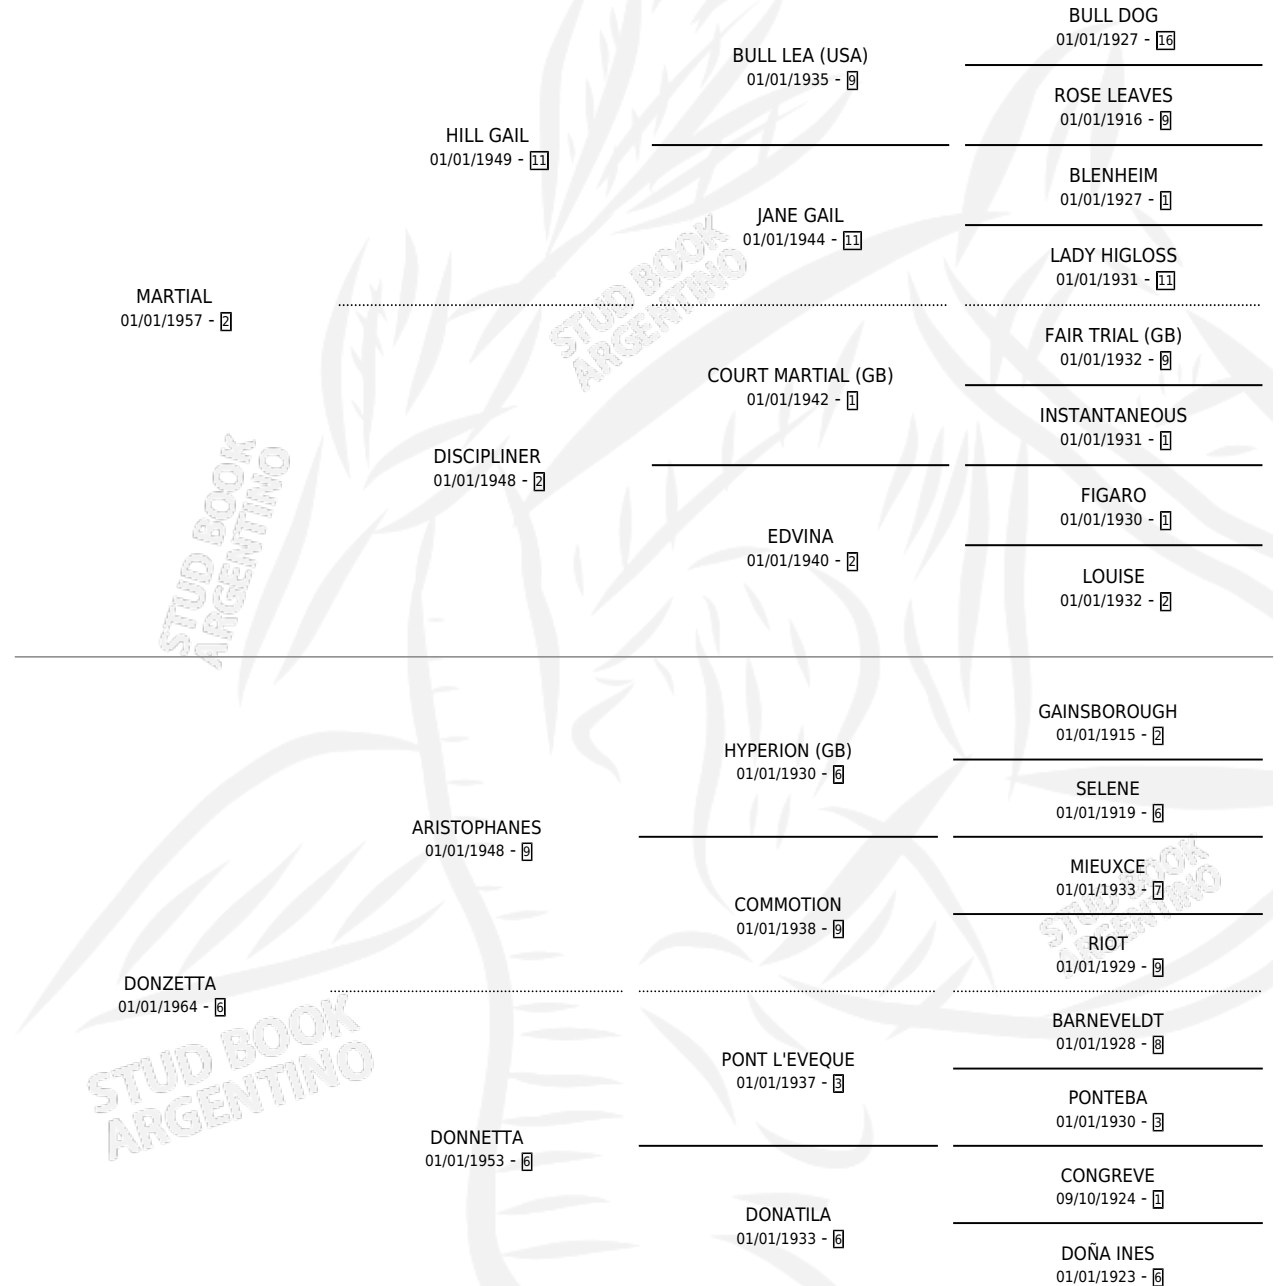 BULL DOG
01/01/1927 - 16
BULL LEA (USA)
01/01/1935 - 9
ROSE LEAVES
01/01/1916 - 9
HILL GAIL
01/01/1949 - 11
BLENHEIM
01/01/1927 - 1
JANE GAIL
01/01/1944 - 11
LADY HIGLOSS
01/01/1931 - 11
MARTIAL
01/01/1957 - 2
FAIR TRIAL (GB)
01/01/1932 - 9
COURT MARTIAL (GB)
01/01/1942 - 1
INSTANTANEOUS
01/01/1931 - 1
DISCIPLINER
01/01/1948 - 2
FIGARO
01/01/1930 - 1
EDVINA
01/01/1940 - 2
LOUISE
01/01/1932 - 2
GAINSBOROUGH
01/01/1915 - 2
HYPERION (GB)
01/01/1930 - 6
SELENE
01/01/1919 - 6
ARISTOPHANES
01/01/1948 - 9
MIEUXCE
01/01/1933 - 7
COMMOTION
01/01/1938 - 9
RIOT
01/01/1929 - 9
DONZETTA
01/01/1964 - 6
BARNEVELDT
01/01/1928 - 8
PONT L'EVEQUE
01/01/1937 - 3
PONTEBA
01/01/1930 - 3
DONNETTA
01/01/1953 - 6
CONGREVE
09/10/1924 - 1
DONATILA
01/01/1933 - 6
DOÑA INES
01/01/1923 - 6
STUD BOOK
ARGENTINO
STUD BOOK
ARGENTINO
STUD BOOK
ARGENTINO
STUD BOOK
ARGENTINO